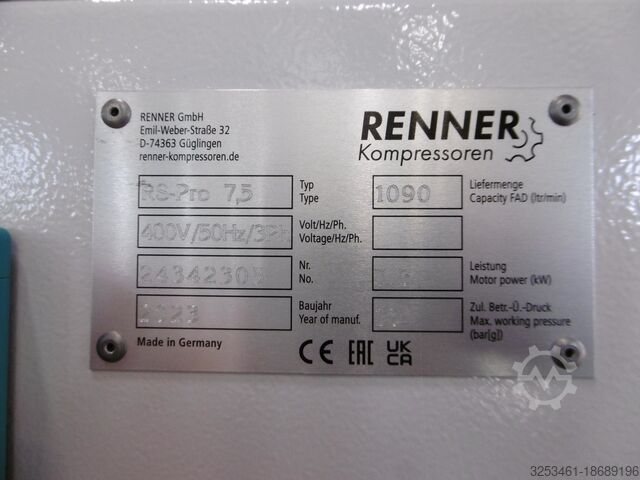 RENNER GmbH
Emil-Weber-Straße 32
D-74363 Güglingen
renner-kompressoren.de
RENNER
Kompressoren
RS-Pro 7,5 Typ Type
1090 Liefermenge Capacity FAD (ltr/min)
400V/50Hz/3Ph Volt/Hz/Ph. Voltage/Hz/Ph.
Nr. No.
7,5 Leistung Motor power (kW)
2023 Baujahr Year of manuf.
Zul. Betr.-Ü.-Druck Max. working pressure (bar[g])
Made in Germany
CE EAC UK CA
3253461-18689196